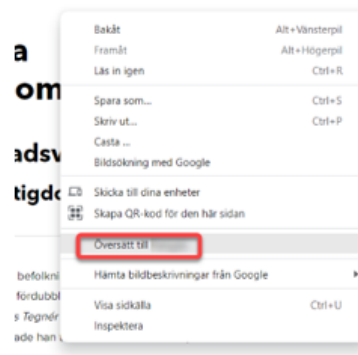 Bakåt Alt+Vänsterpil
Framåt Alt+Högerpil
Läs in igen Ctrl+R
Spara som... Ctrl+S
Skriv ut... Ctrl+P
Casta ...
Bildsökning med Google
Skicka till dina enheter
Skapa QR-kod för den här sidan
Översätt till
Hämta bildbeskrivningar från Google
Visa sidkälla Ctrl+U
Inspektera
a
om
adsv
tigdo
befolkni
fördubbl
s Tegnér
ade han